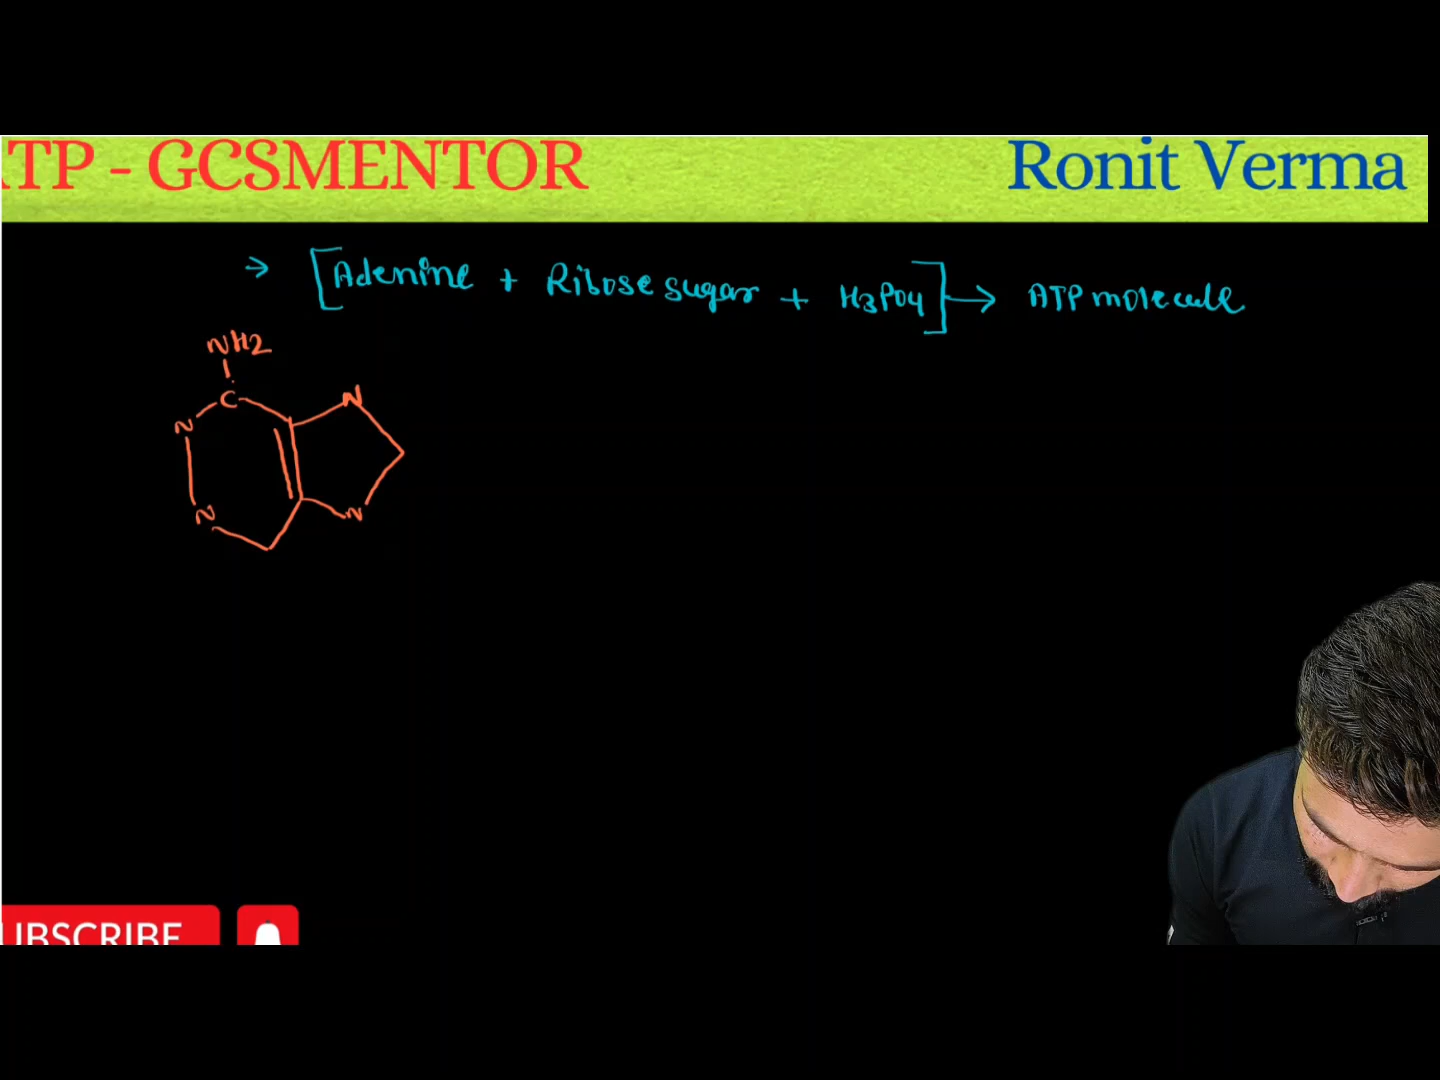 TP - GCSMENTOR Ronit Verma
→ [Adenine + Ribose sugar + H3PO4] → ATP molecule
NH2
C
N
N
N
N
UBSCRIBE